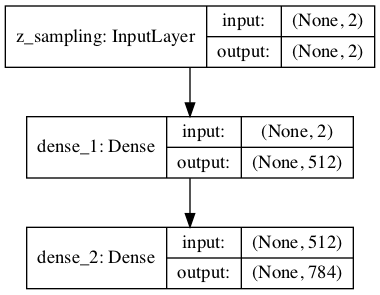 z_sampling: InputLayer
input: (None, 2)
output: (None, 2)
dense_1: Dense
input: (None, 2)
output: (None, 512)
dense_2: Dense
input: (None, 512)
output: (None, 784)